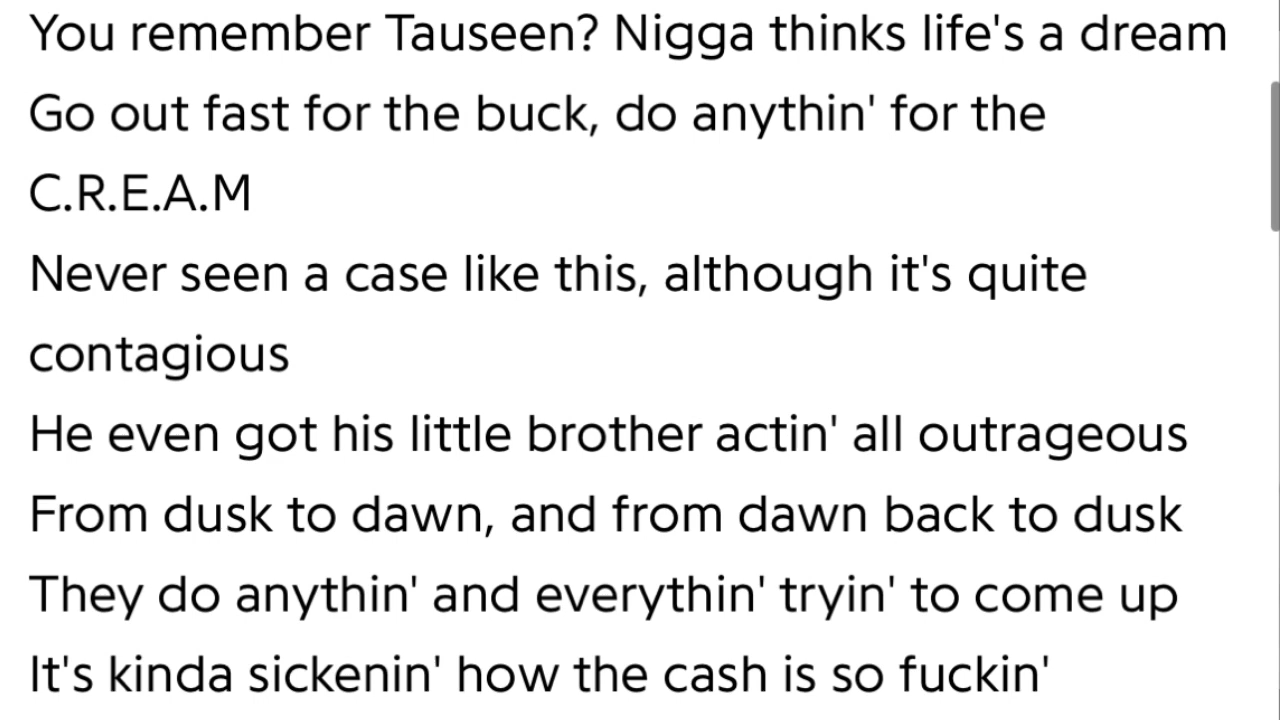 You remember Tauseen? Nigga thinks life's a dream
Go out fast for the buck, do anythin' for the
C.R.E.A.M
Never seen a case like this, although it's quite
contagious
He even got his little brother actin' all outrageous
From dusk to dawn, and from dawn back to dusk
They do anythin' and everythin' tryin' to come up
It's kinda sickenin' how the cash is so fuckin'